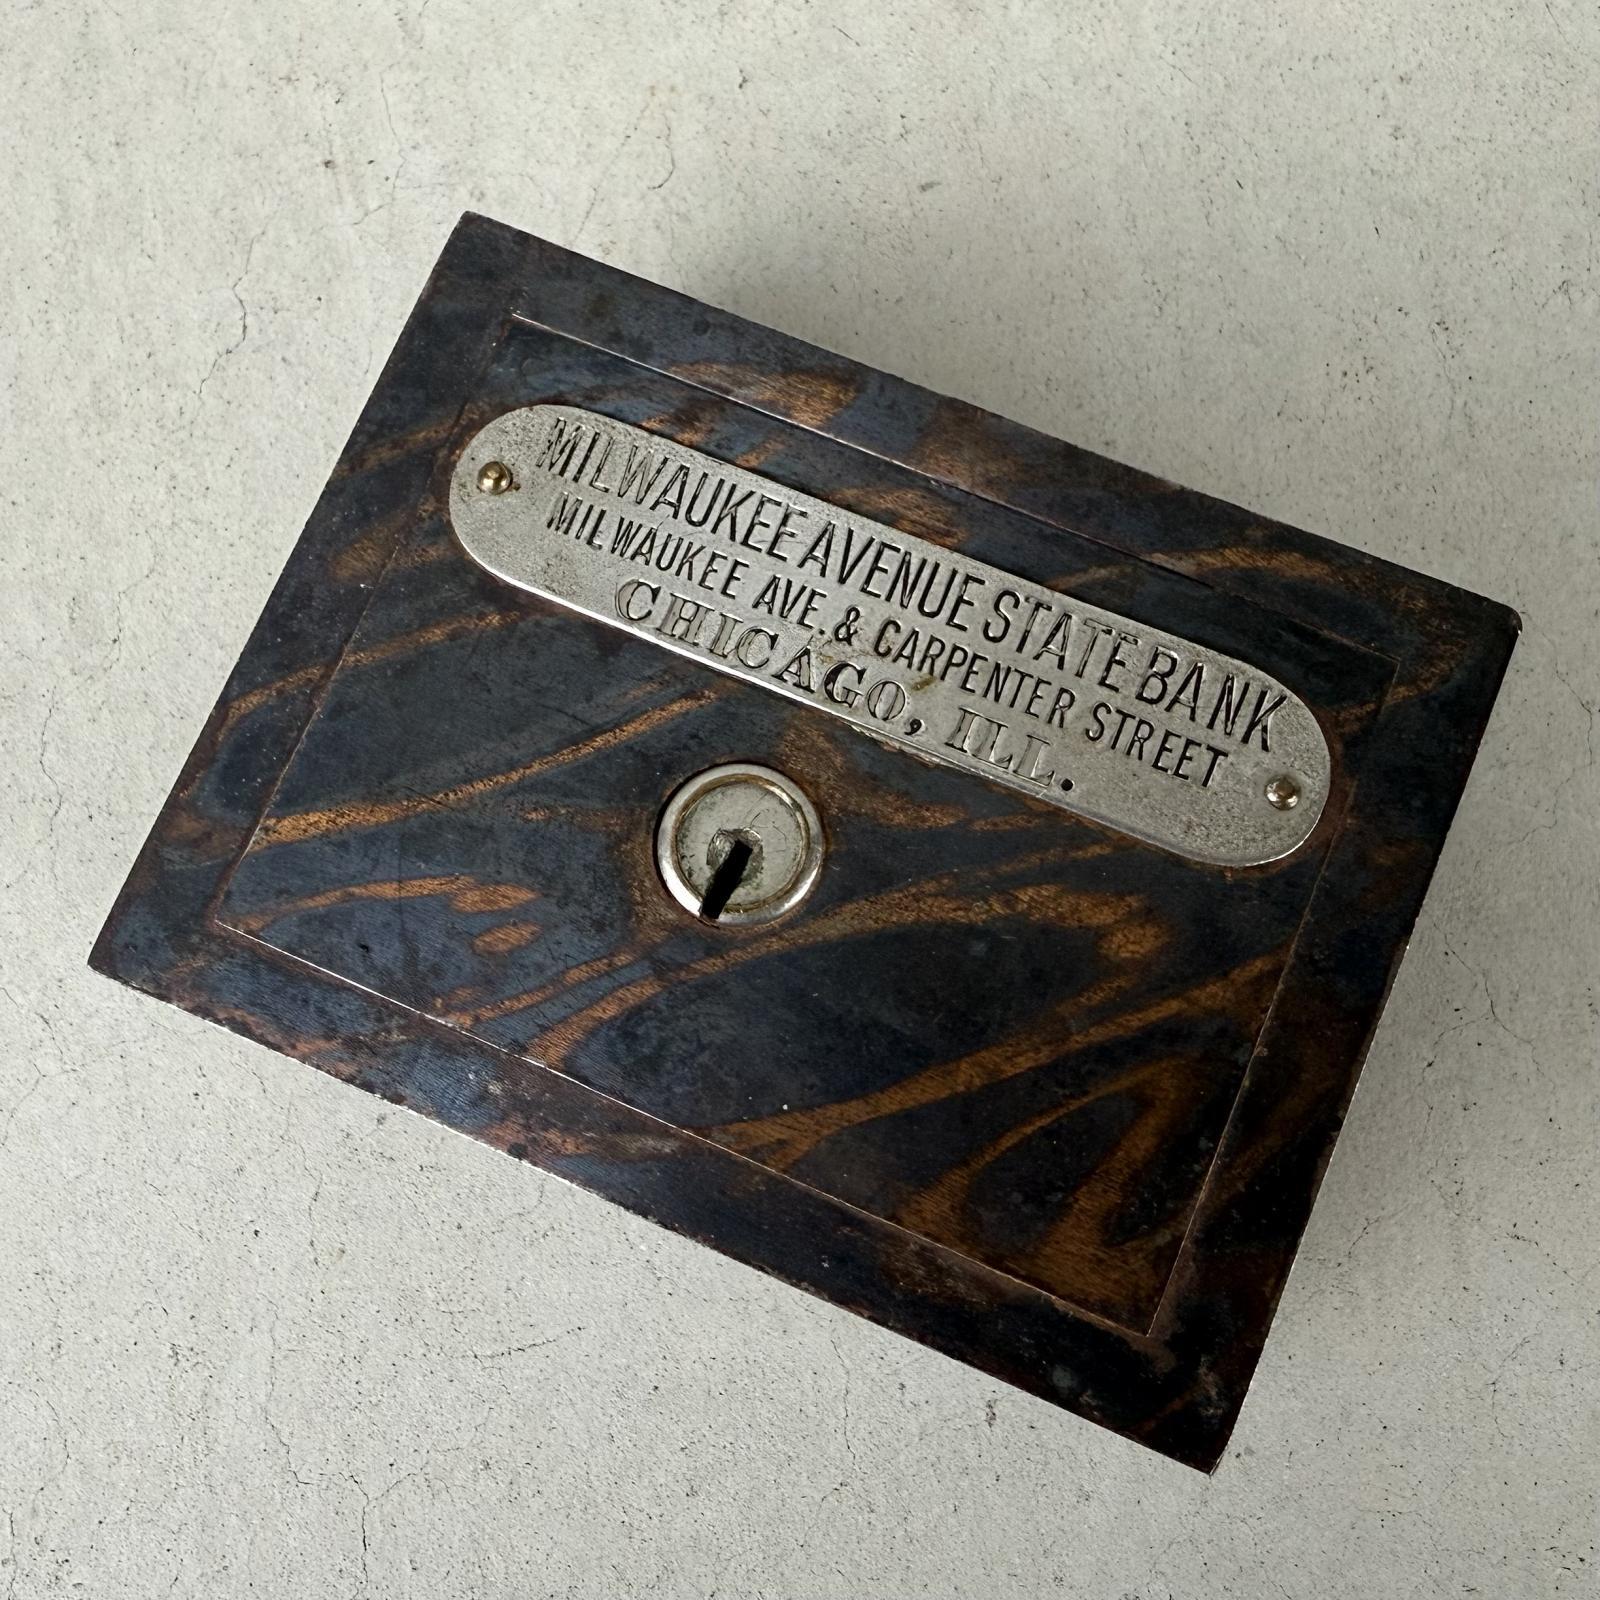 MILWAUKEE AVENUE STATE BANK
MILWAUKEE AVE. & CARPENTER STREET
CHICAGO, ILL.